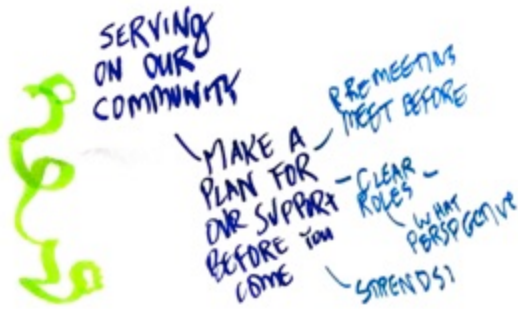 SERVING
ON OUR
COMMUNITY
MAKE A
PLAN FOR
OUR SUPPORT
BEFORE YOU
COME
PREMEETING
MEET BEFORE
CLEAR
ROLES
WHAT
PERSPECTIVE
STIPENDS!